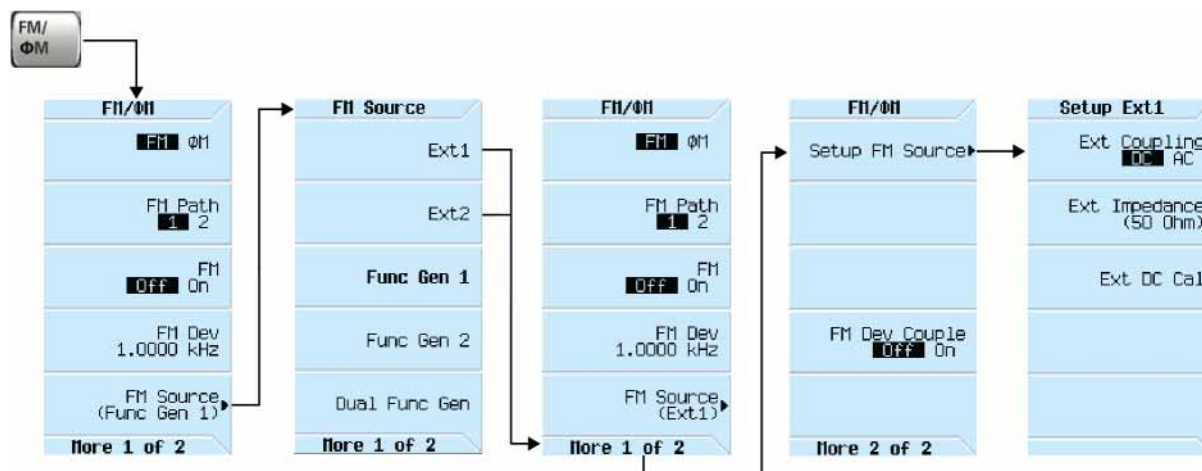 FM/
ΦM
FM/ΦM
FM ΦM
FM Path
1 2
FM
Off On
FM Dev
1.0000 kHz
FM Source
(Func Gen 1)
More 1 of 2
FM Source
Ext1
Ext2
Func Gen 1
Func Gen 2
Dual Func Gen
More 1 of 2
FM/ΦM
FM ΦM
FM Path
1 2
FM
Off On
FM Dev
1.0000 kHz
FM Source
(Ext1)
More 1 of 2
FM/ΦM
Setup FM Source
FM Dev Couple
Off On
More 2 of 2
Setup Ext1
Ext Coupling
DC AC
Ext Impedance
(50 Ohm)
Ext DC Cal